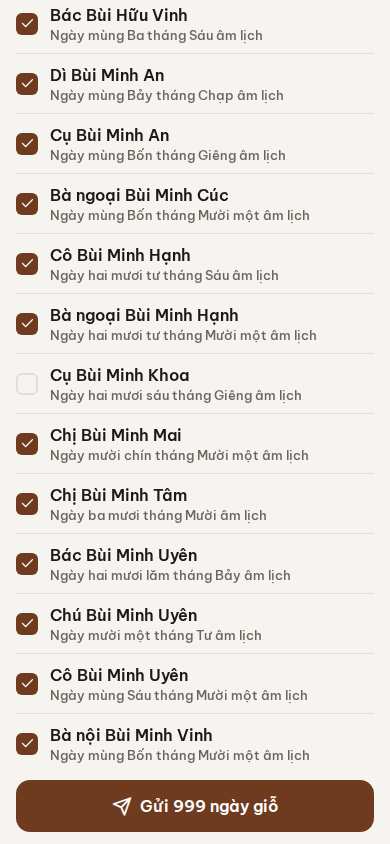 Bác Bùi Hữu Vinh
Ngày mùng Ba tháng Sáu âm lịch
Dì Bùi Minh An
Ngày mùng Bảy tháng Chạp âm lịch
Cụ Bùi Minh An
Ngày mùng Bốn tháng Giêng âm lịch
Bà ngoại Bùi Minh Cúc
Ngày mùng Bốn tháng Mười một âm lịch
Cô Bùi Minh Hạnh
Ngày hai mươi tư tháng Sáu âm lịch
Bà ngoại Bùi Minh Hạnh
Ngày hai mươi tư tháng Mười một âm lịch
Cụ Bùi Minh Khoa
Ngày hai mươi sáu tháng Giêng âm lịch
Chị Bùi Minh Mai
Ngày mười chín tháng Mười một âm lịch
Chị Bùi Minh Tâm
Ngày ba mươi tháng Mười âm lịch
Bác Bùi Minh Uyên
Ngày hai mươi lăm tháng Bảy âm lịch
Chú Bùi Minh Uyên
Ngày mười một tháng Tư âm lịch
Cô Bùi Minh Uyên
Ngày mùng Sáu tháng Mười một âm lịch
Bà nội Bùi Minh Vinh
Ngày mùng Bốn tháng Mười một âm lịch
Gửi 999 ngày giỗ